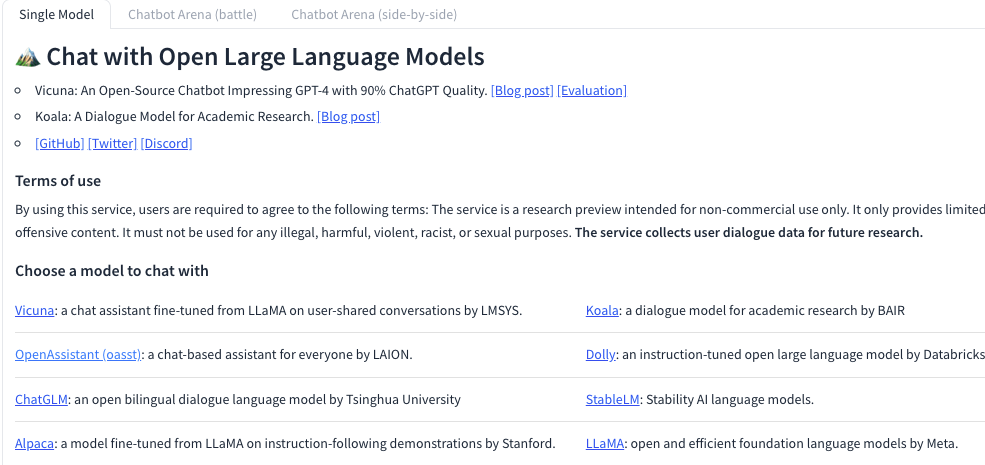 Single Model
Chatbot Arena (battle)
Chatbot Arena (side-by-side)
Chat with Open Large Language Models
Vicuna: An Open-Source Chatbot Impressing GPT-4 with 90% ChatGPT Quality. [Blog post] [Evaluation]
Koala: A Dialogue Model for Academic Research. [Blog post]
[GitHub] [Twitter] [Discord]
Terms of use
By using this service, users are required to agree to the following terms: The service is a research preview intended for non-commercial use only. It only provides limited
offensive content. It must not be used for any illegal, harmful, violent, racist, or sexual purposes. The service collects user dialogue data for future research.
Choose a model to chat with
Vicuna: a chat assistant fine-tuned from LLaMA on user-shared conversations by LMSYS.
Koala: a dialogue model for academic research by BAIR
OpenAssistant (oasst): a chat-based assistant for everyone by LAION.
Dolly: an instruction-tuned open large language model by Databricks
ChatGLM: an open bilingual dialogue language model by Tsinghua University
StableLM: Stability AI language models.
Alpaca: a model fine-tuned from LLaMA on instruction-following demonstrations by Stanford.
LLaMA: open and efficient foundation language models by Meta.